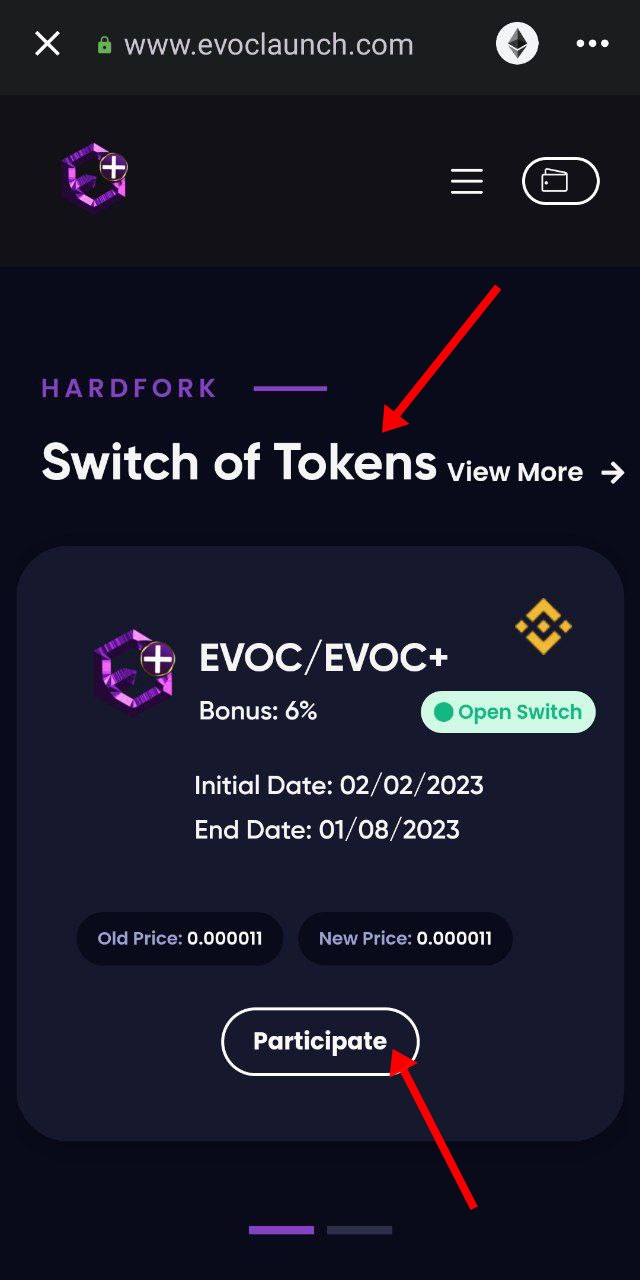 www.evoclaunch.com
HARDFORK
Switch of Tokens View More →
EVOC/EVOC+
Bonus: 6%
Open Switch
Initial Date: 02/02/2023
End Date: 01/08/2023
Old Price: 0.000011 New Price: 0.000011
Participate